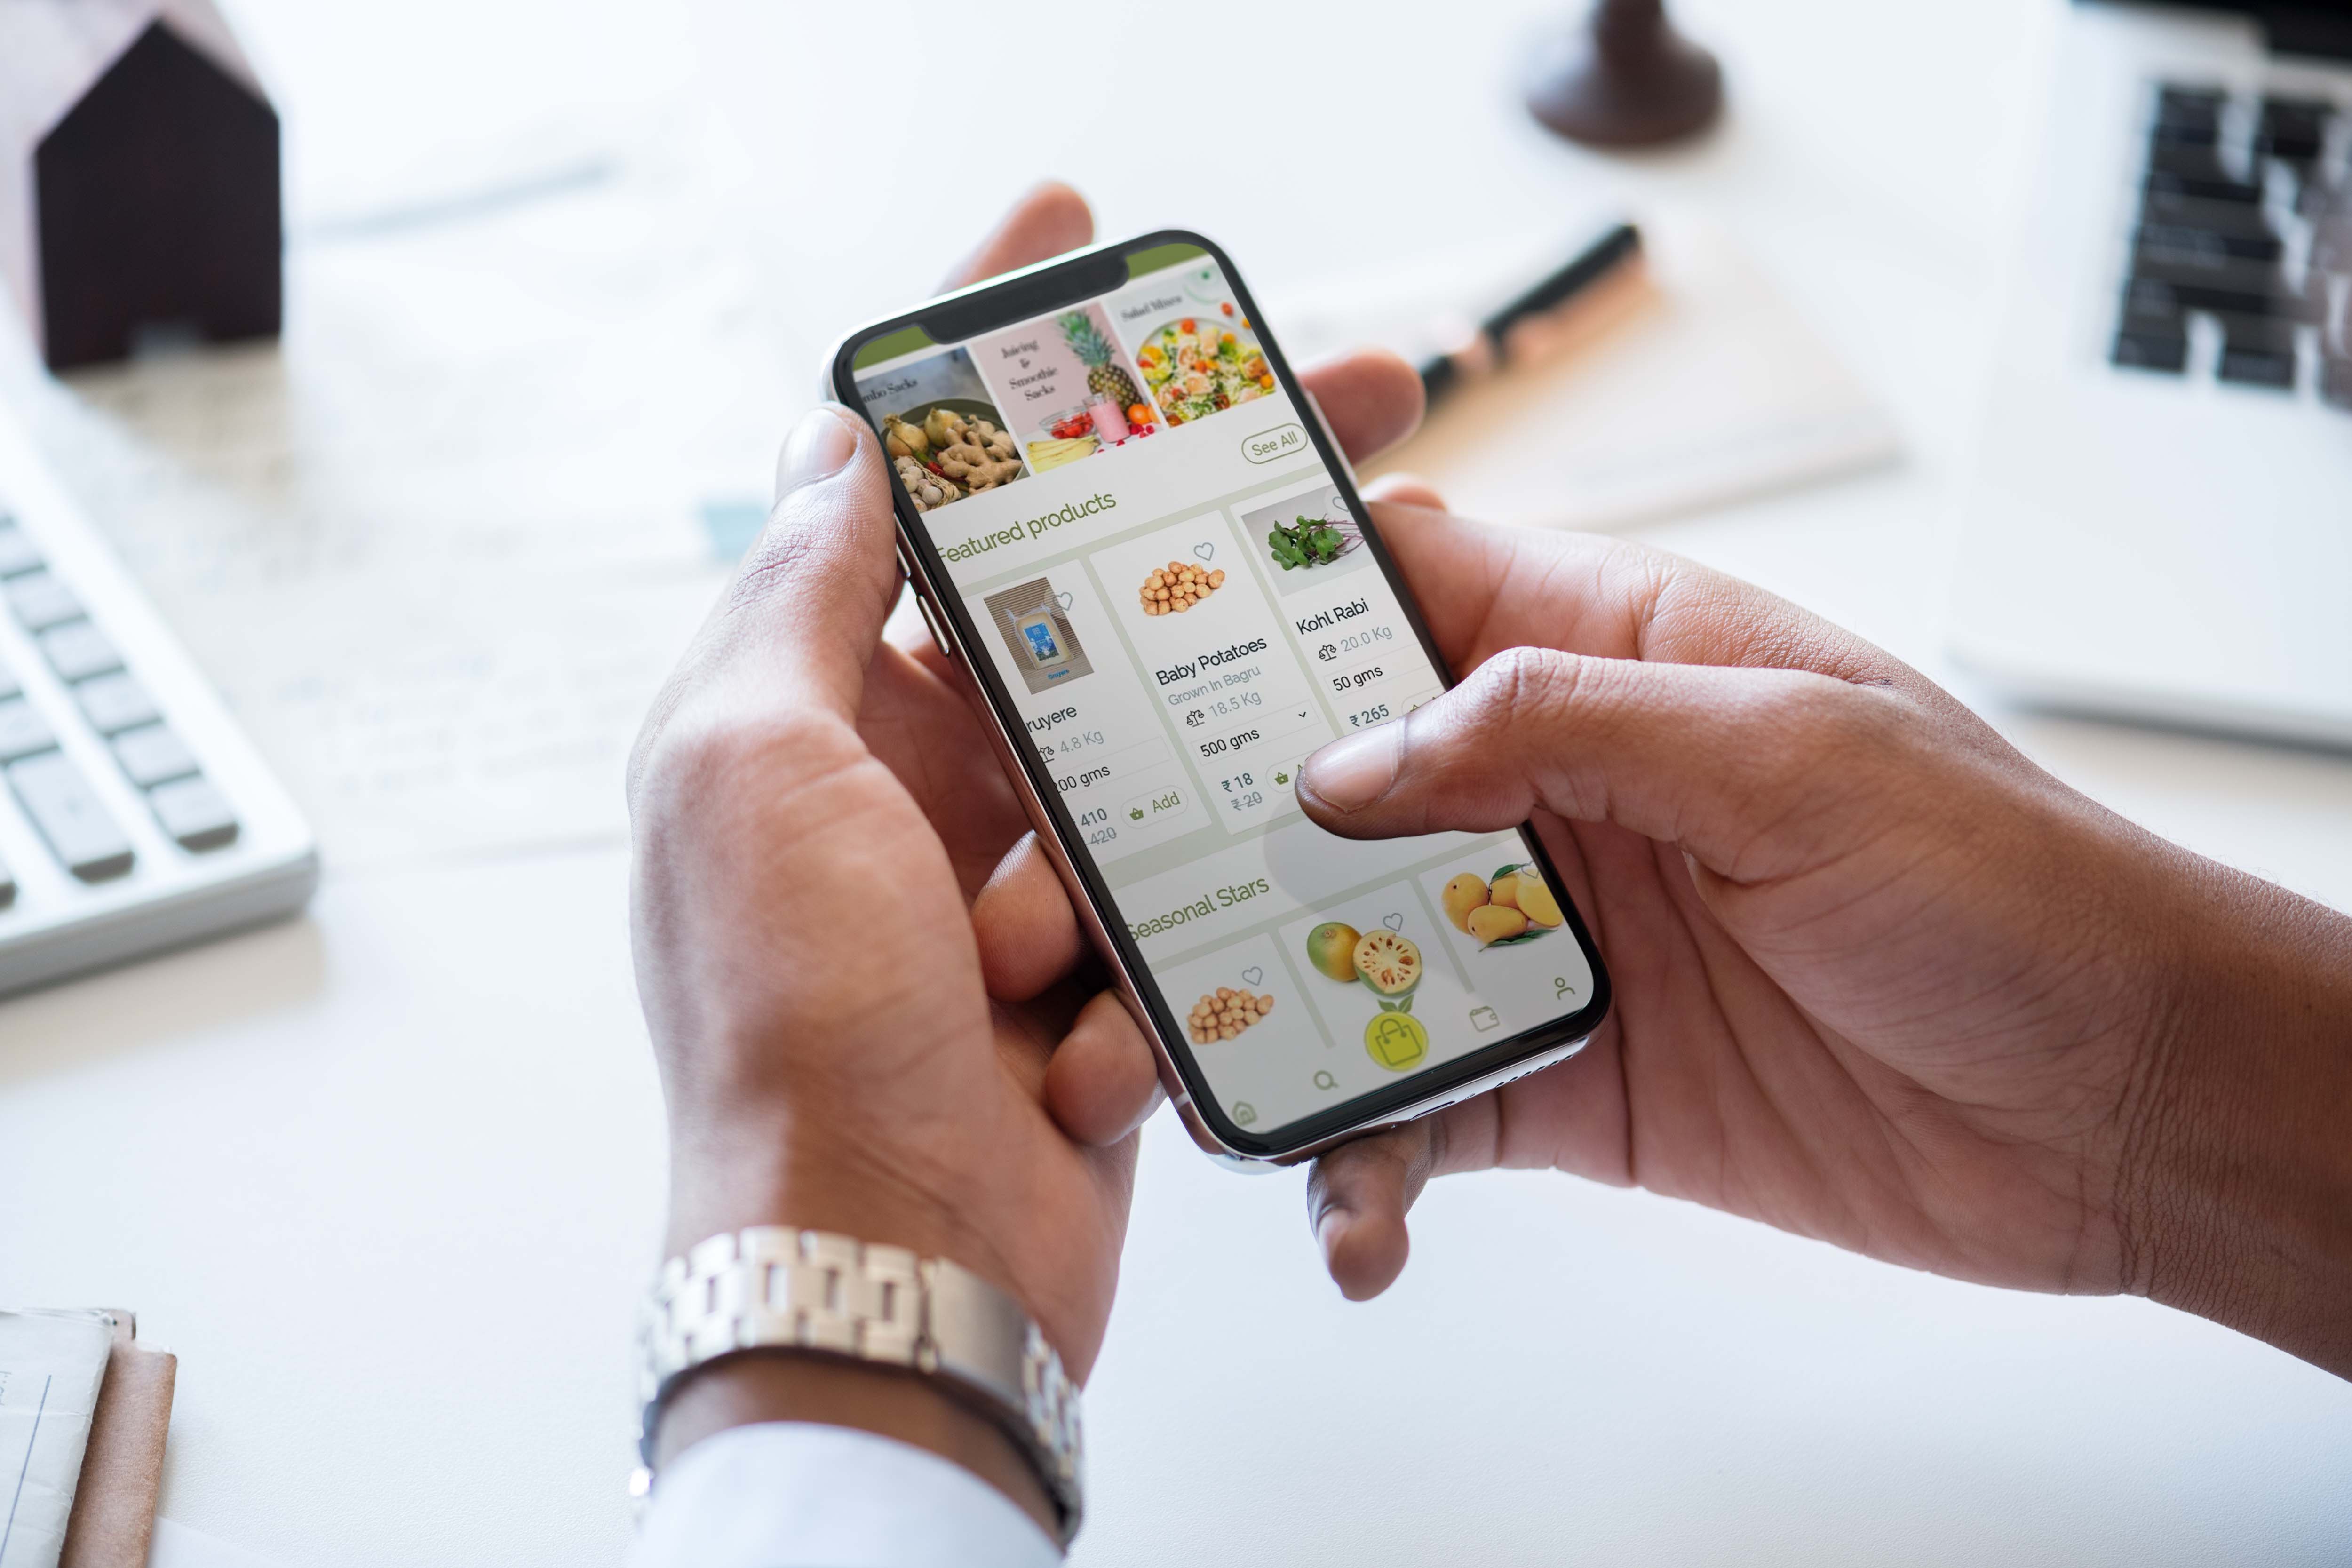 mbo Sacks
Juicing
&
Smoothie
Sacks
Salad Mixes
See All
Featured products
ruyere
4.8 Kg
00 gms
410
420
Add
Baby Potatoes
Grown In Bagru
18.5 Kg
500 gms
₹ 18
₹ 20
Kohl Rabi
20.0 Kg
50 gms
₹ 265
Seasonal Stars